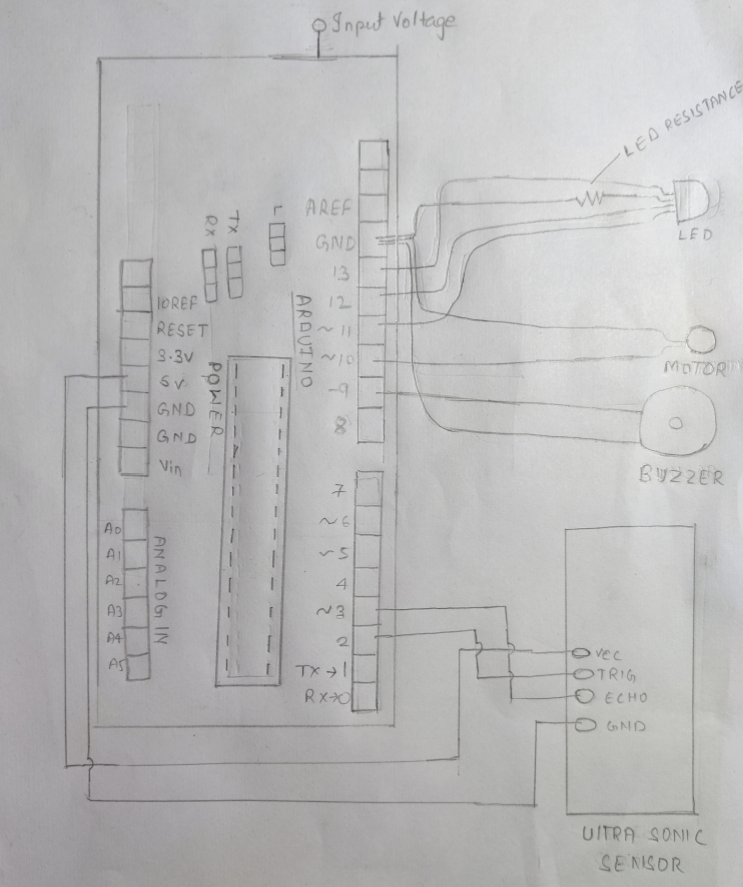 Input Voltage
LED RESISTANCE
AREF
GND
13
12
~11
~10
~9
8
7
~6
~5
4
~3
2
TX→1
RX→0
L
TX
RX
ARDUINO
IOREF
RESET
3.3V
5V
GND
GND
Vin
POWER
A0
A1
A2
A3
A4
A5
ANALOG IN
LED
MOTOR
BUZZER
VCC
TRIG
ECHO
GND
UITRA SONIC
SENSOR